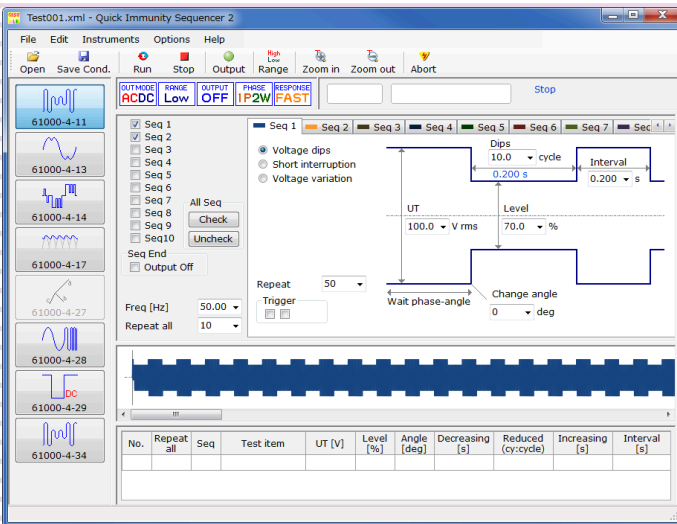 Test001.xml - Quick Immunity Sequencer 2
File Edit Instruments Options Help
High
Low
Open Save Cond. Run Stop Output Range Zoom in Zoom out Abort
OUT MODE RANGE OUTPUT PHASE RESPONSE
ACDC Low OFF 1P2W FAST
Stop
61000-4-11
61000-4-13
61000-4-14
61000-4-17
61000-4-27
61000-4-28
DC
61000-4-29
61000-4-34
Seq 1
Seq 2
Seq 3
Seq 4
Seq 5
Seq 6
Seq 7
Seq 8
Seq 9
Seq10
All Seq
Check
Uncheck
Seq End
Output Off
Freq [Hz] 50.00
Repeat all 10
Seq 1 Seq 2 Seq 3 Seq 4 Seq 5 Seq 6 Seq 7 Sec
Voltage dips
Short interruption
Voltage variation
Dips
10.0 cycle
0.200 s
Interval
0.200 s
UT
100.0 V rms
Level
70.0 %
Repeat 50
Trigger
Wait phase-angle
Change angle
0 deg
No. Repeat all Seq Test item UT [V] Level [%] Angle [deg] Decreasing [s] Reduced (cy:cycle) Increasing [s] Interval [s]